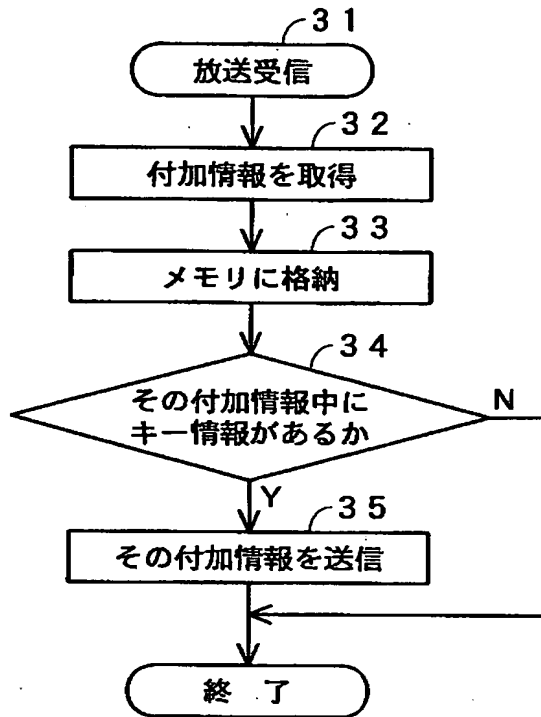 31
放送受信
32
付加情報を取得
33
メモリに格納
34
その付加情報中に
キー情報があるか
N
Y
35
その付加情報を送信
終了